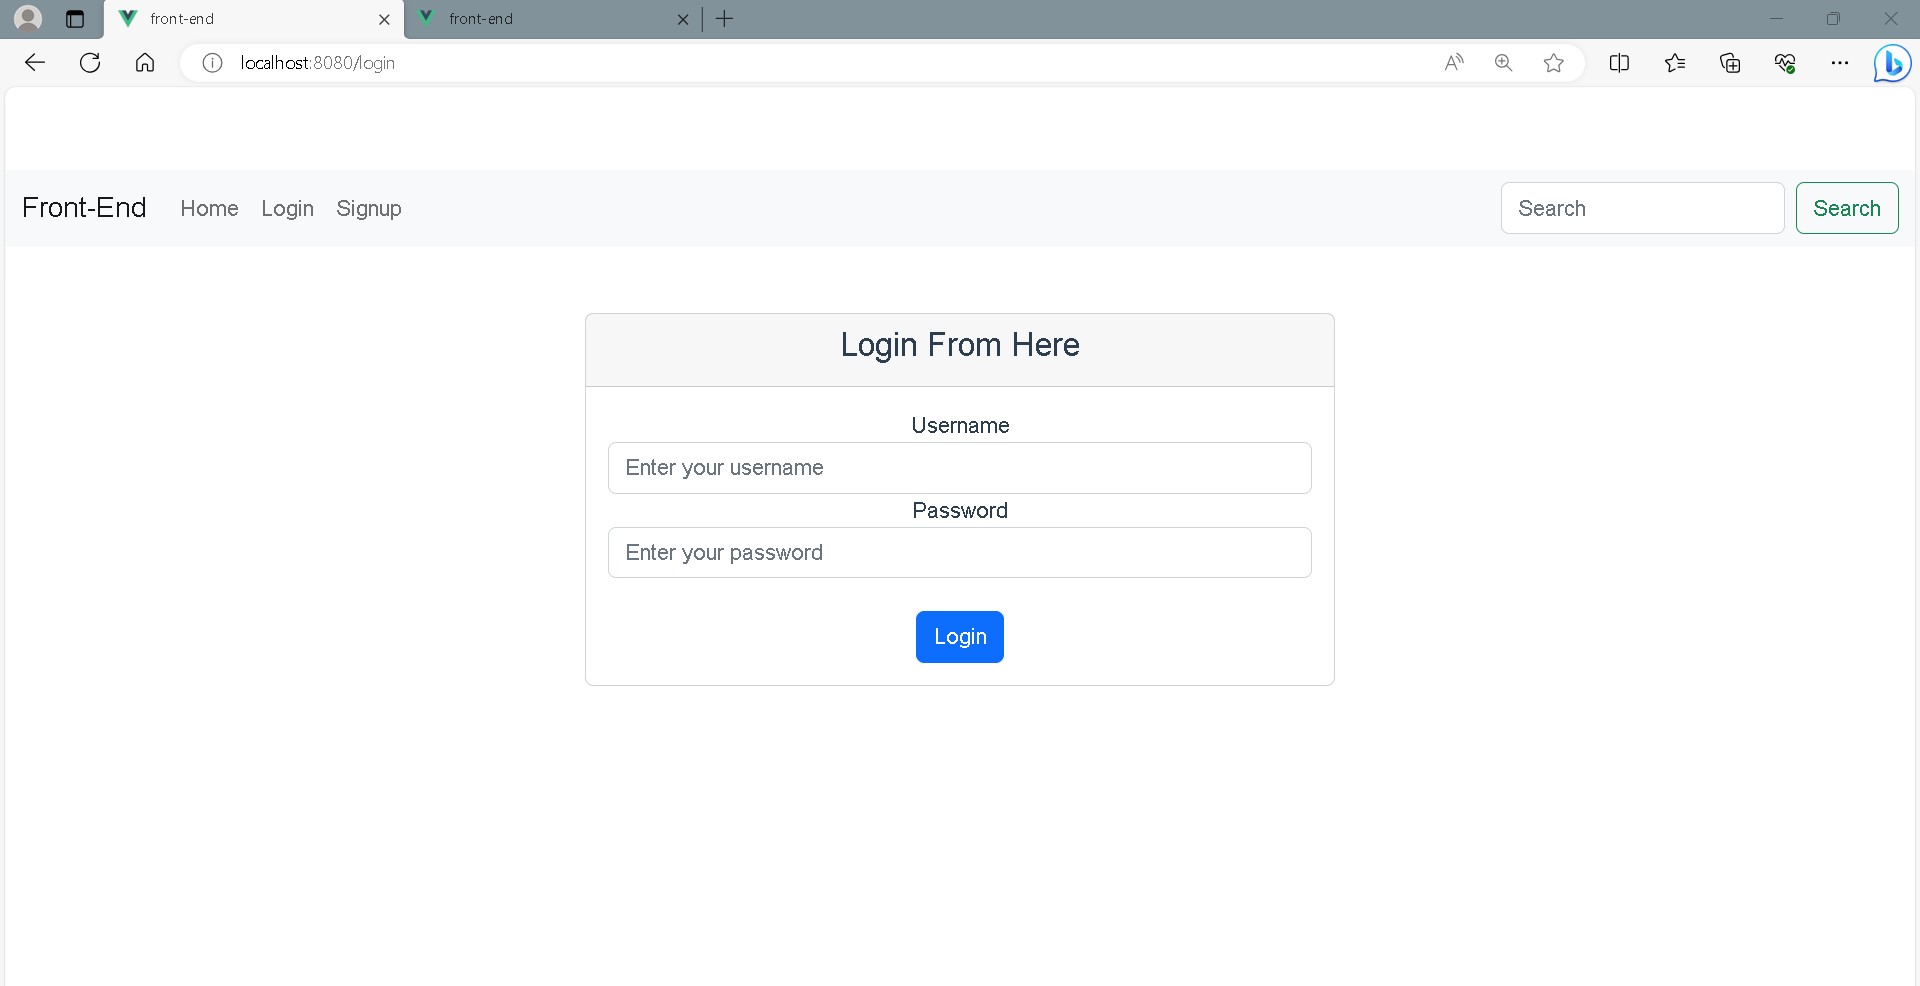 front-end
front-end
localhost:8080/login
Front-End Home Login Signup Search Search
Login From Here
Username
Enter your username
Password
Enter your password
Login